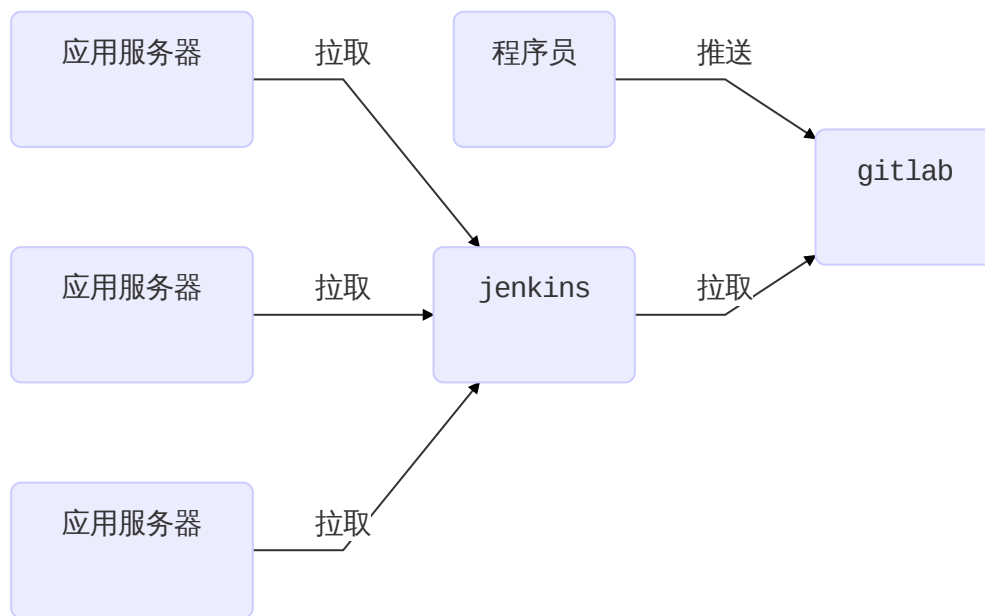 应用服务器
拉取
程序员
推送
gitlab
应用服务器
拉取
jenkins
拉取
应用服务器
拉取